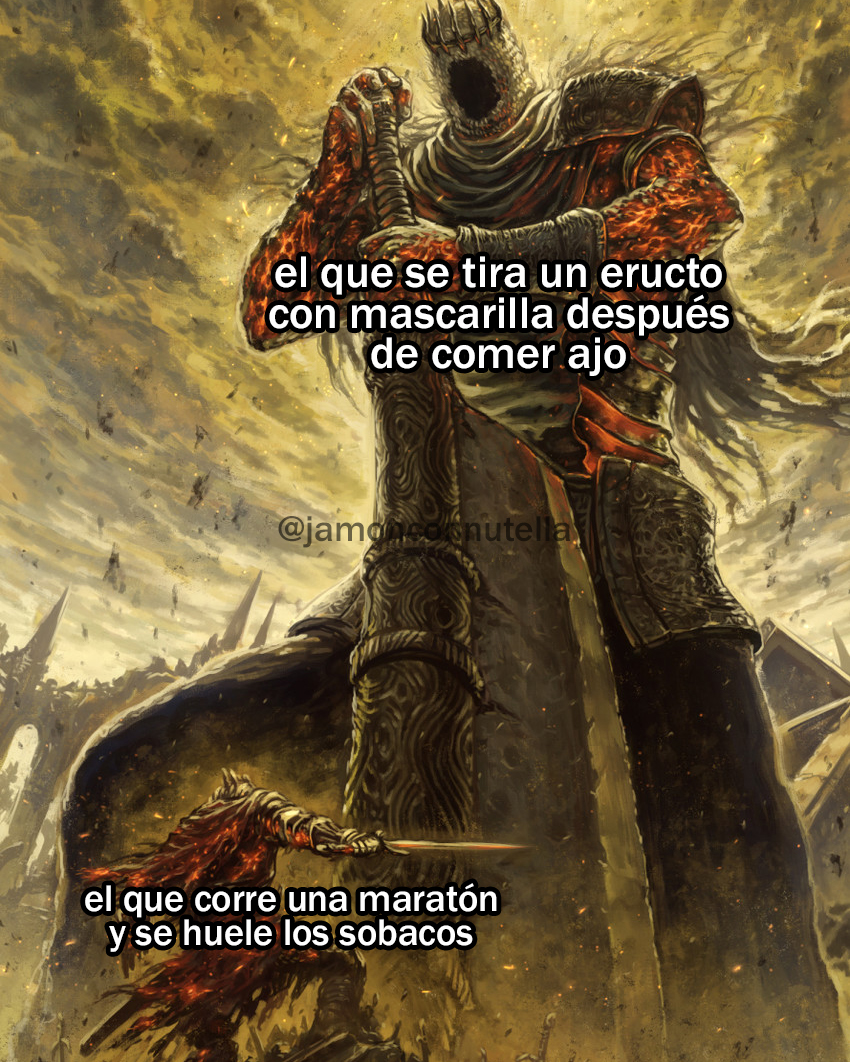 el que se tira un eructo
con mascarilla después
de comer ajo
@jamonconnutella
el que corre una maratón
y se huele los sobacos